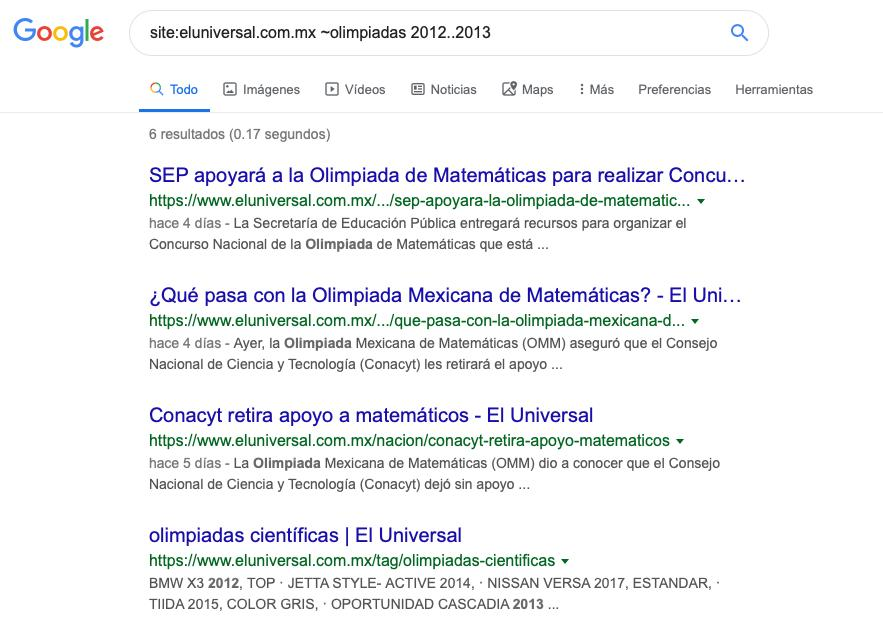 Google
site:eluniversal.com.mx ~olimpiadas 2012..2013
Todo Imágenes Vídeos Noticias Maps Más Preferencias Herramientas
6 resultados (0.17 segundos)
SEP apoyará a la Olimpiada de Matemáticas para realizar Concu...
https://www.eluniversal.com.mx/.../sep-apoyara-la-olimpiada-de-matematic...
hace 4 días - La Secretaría de Educación Pública entregará recursos para organizar el
Concurso Nacional de la Olimpiada de Matemáticas que está ...
¿Qué pasa con la Olimpiada Mexicana de Matemáticas? - El Uni...
https://www.eluniversal.com.mx/.../que-pasa-con-la-olimpiada-mexicana-d...
hace 4 días - Ayer, la Olimpiada Mexicana de Matemáticas (OMM) aseguró que el Consejo
Nacional de Ciencia y Tecnología (Conacyt) les retirará el apoyo ...
Conacyt retira apoyo a matemáticos - El Universal
https://www.eluniversal.com.mx/nacion/conacyt-retira-apoyo-matematicos
hace 5 días - La Olimpiada Mexicana de Matemáticas (OMM) dio a conocer que el Consejo
Nacional de Ciencia y Tecnología (Conacyt) dejó sin apoyo ...
olimpiadas científicas | El Universal
https://www.eluniversal.com.mx/tag/olimpiadas-cientificas
BMW X3 2012, TOP · JETTA STYLE- ACTIVE 2014, · NISSAN VERSA 2017, ESTANDAR, ·
TIIDA 2015, COLOR GRIS, · OPORTUNIDAD CASCADIA 2013 ...